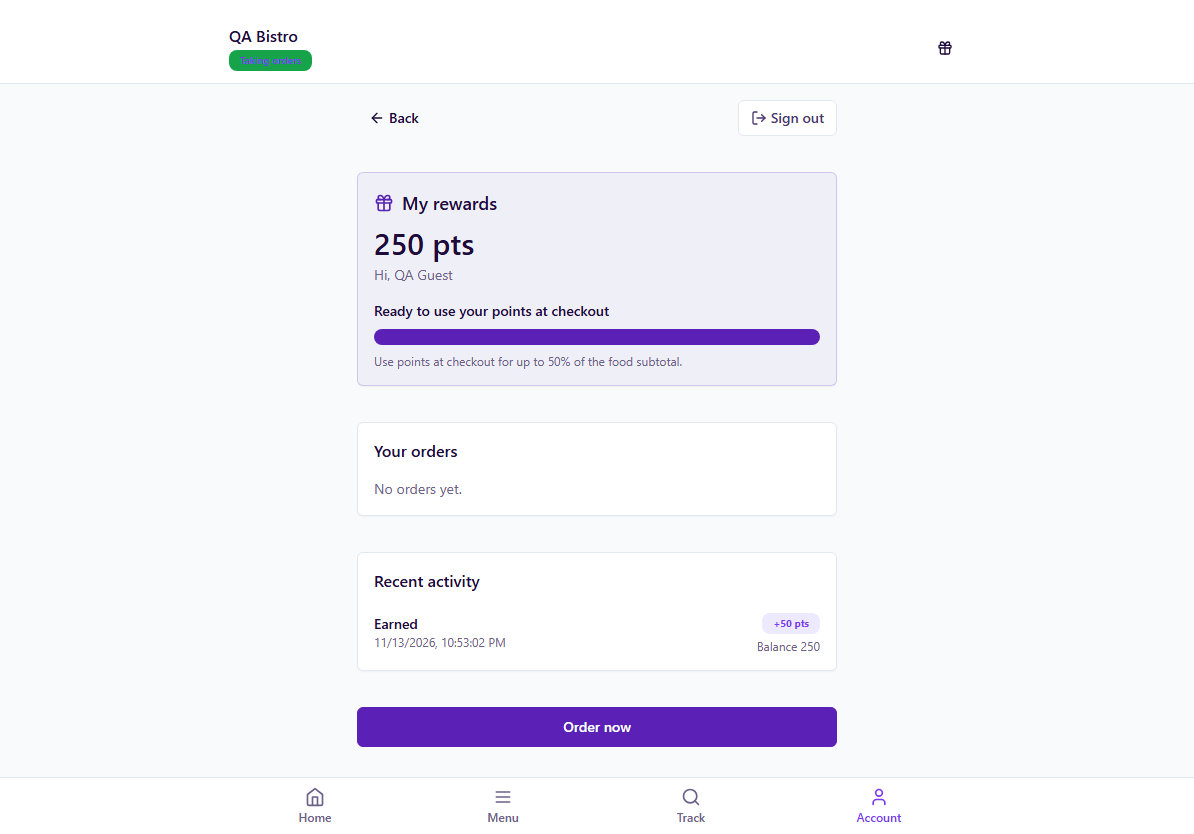 QA Bistro
Back
Sign out
My rewards
250 pts
Hi, QA Guest
Ready to use your points at checkout
Use points at checkout for up to 50% of the food subtotal.
Your orders
No orders yet.
Recent activity
Earned
+50 pts
11/13/2026, 10:53:02 PM
Balance 250
Order now
Home
Menu
Track
Account